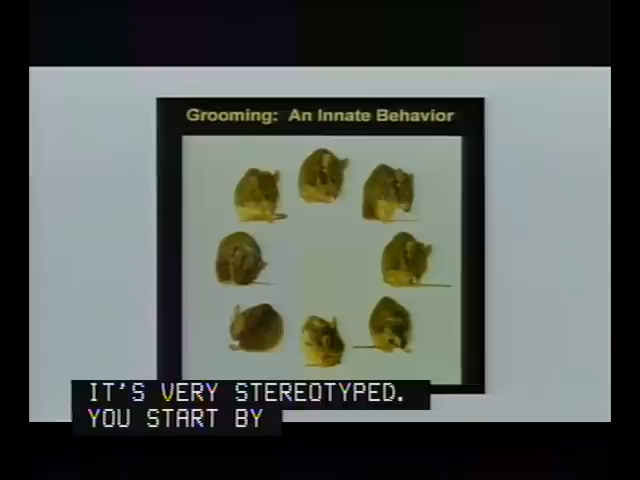 Grooming: An Innate Behavior
IT'S VERY STEREOTYPED.
YOU START BY